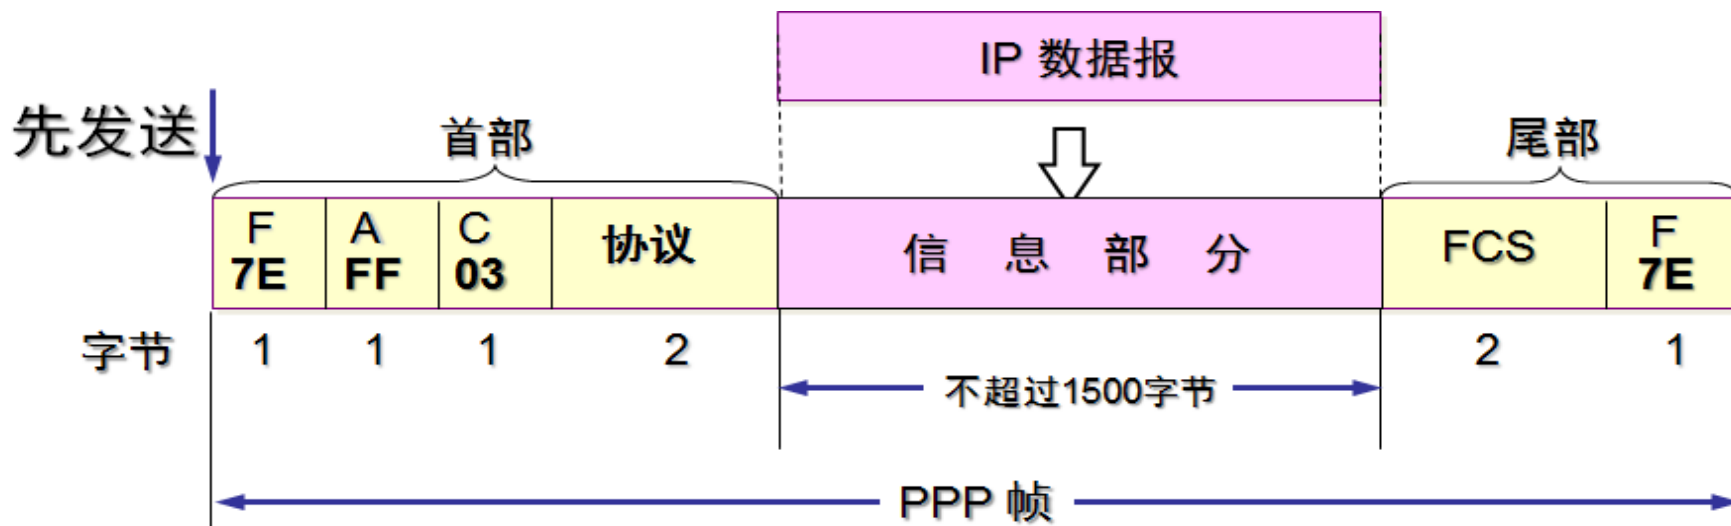 IP 数据报
先发送
首部
尾部
F A C 协议 信 息 部 分 FCS F
7E FF 03 7E
字节 1 1 1 2 2 1
不超过1500字节
PPP 帧